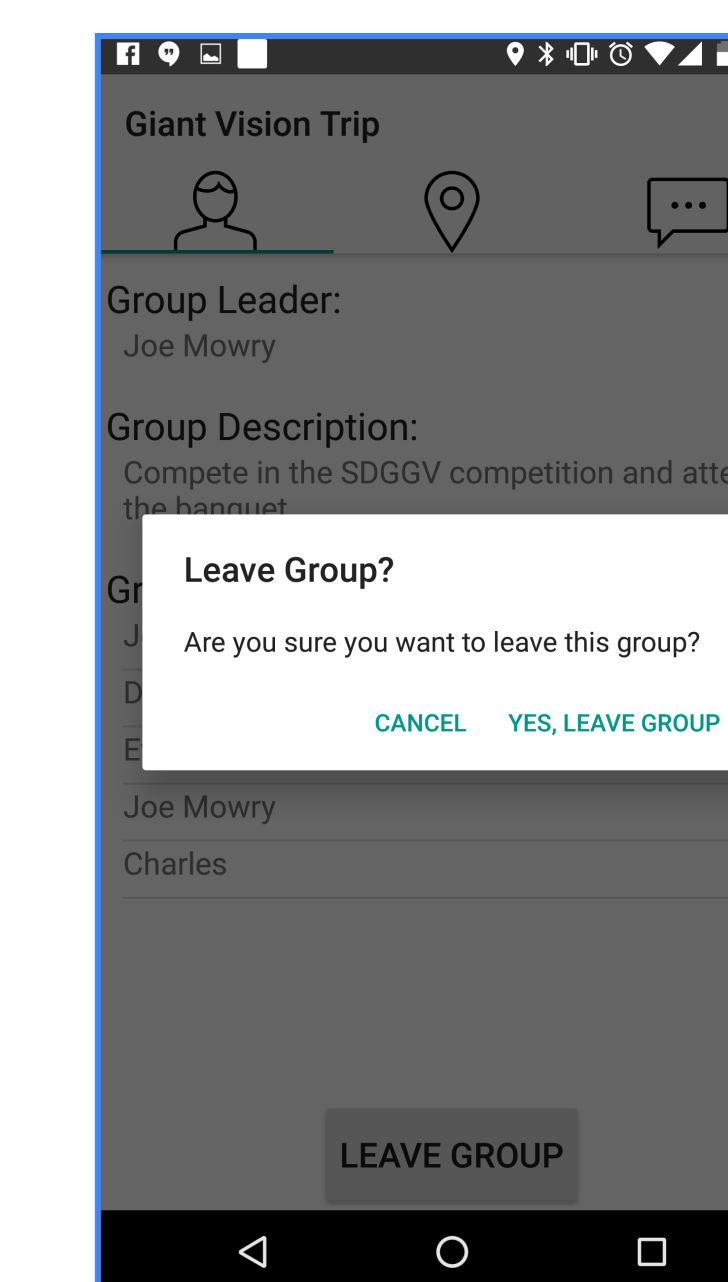 Giant Vision Trip
Group Leader:
Joe Mowry
Group Description:
Compete in the SDGGV competition and atte
the banquet
Leave Group?
Are you sure you want to leave this group?
CANCEL YES, LEAVE GROUP
Joe Mowry
Charles
LEAVE GROUP